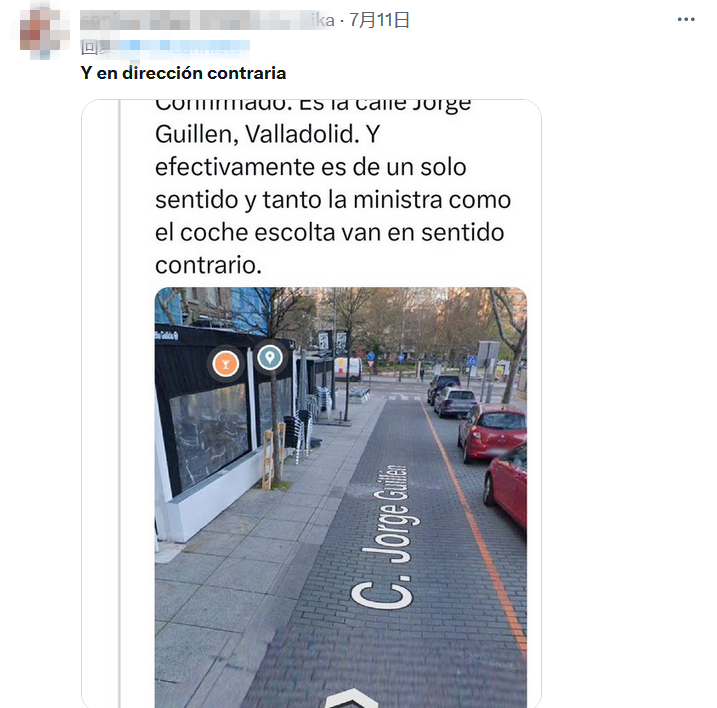 · 7月11日
Y en dirección contraria
Confirmado. Es la calle Jorge
Guillen, Valladolid. Y
efectivamente es de un solo
sentido y tanto la ministra como
el coche escolta van en sentido
contrario.
C. Jorge Guillén